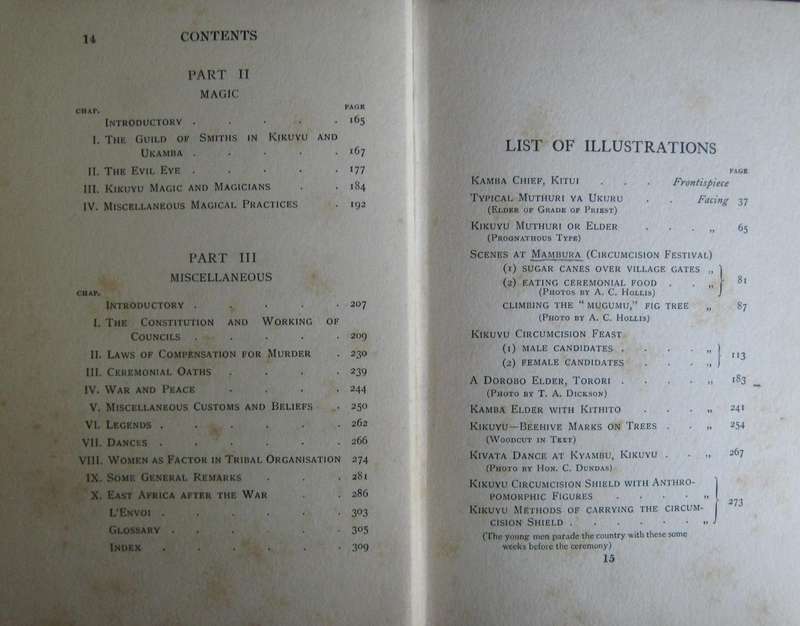 14 CONTENTS
PART II
MAGIC
CHAP. PAGE
INTRODUCTORY . . . . . 165
I. THE GUILD OF SMITHS IN KIKUYU AND
UKAMBA . . . . . 167
II. THE EVIL EYE . . . . . 177
III. KIKUYU MAGIC AND MAGICIANS . . 184
IV. MISCELLANEOUS MAGICAL PRACTICES . 192
PART III
MISCELLANEOUS
CHAP.
INTRODUCTORY . . . . . 207
I. THE CONSTITUTION AND WORKING OF
COUNCILS . . . . . 209
II. LAWS OF COMPENSATION FOR MURDER . 230
III. CEREMONIAL OATHS . . . . 239
IV. WAR AND PEACE . . . . 244
V. MISCELLANEOUS CUSTOMS AND BELIEFS . 250
VI. LEGENDS . . . . . . 262
VII. DANCES . . . . . . 266
VIII. WOMEN AS FACTOR IN TRIBAL ORGANISATION 274
IX. SOME GENERAL REMARKS . . . 281
X. EAST AFRICA AFTER THE WAR . . 286
L'ENVOI . . . . . . 303
GLOSSARY . . . . . . 305
INDEX . . . . . . 309
LIST OF ILLUSTRATIONS
PAGE
KAMBA CHIEF, KITUI . . . Frontispiece
TYPICAL MUTHURI YA UKURU . . Facing 37
(ELDER OF GRADE OF PRIEST)
KIKUYU MUTHURI OR ELDER . . . „ 65
(PROGNATHOUS TYPE)
SCENES AT MAMBURA (CIRCUMCISION FESTIVAL)
(1) SUGAR CANES OVER VILLAGE GATES „
(2) EATING CEREMONIAL FOOD . . „ 81
(PHOTOS BY A. C. HOLLIS)
CLIMBING THE "MUGUMU," FIG TREE „ 87
(PHOTO BY A. C. HOLLIS)
KIKUYU CIRCUMCISION FEAST
(1) MALE CANDIDATES . . . . „
(2) FEMALE CANDIDATES . . . „ 113
A DOROBO ELDER, TORORI . . . . „ 183
(PHOTO BY T. A. DICKSON)
KAMBA ELDER WITH KITHITO . . . „ 241
KIKUYU—BEEHIVE MARKS ON TREES . . „ 254
(WOODCUT IN TEXT)
KIVATA DANCE AT KYAMBU, KIKUYU . . „ 267
(PHOTO BY HON. C. DUNDAS)
KIKUYU CIRCUMCISION SHIELD WITH ANTHRO-
POMORPHIC FIGURES . . . . „
KIKUYU METHODS OF CARRYING THE CIRCUM- 273
CISION SHIELD . . . . . . „
(The young men parade the country with these some
weeks before the ceremony)
15